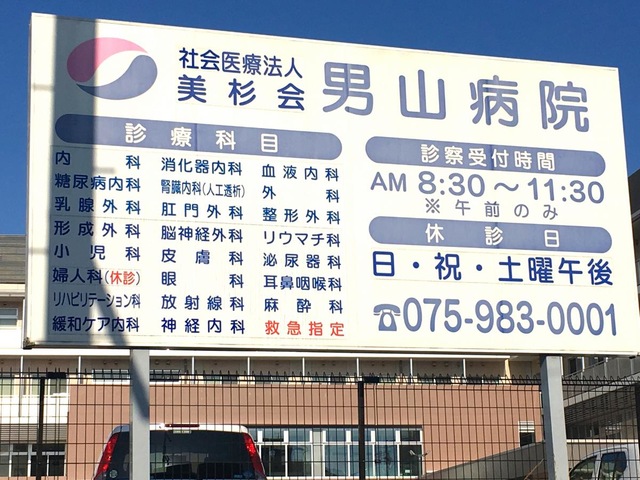 社会医療法人
美杉会 男山病院
診療科目
内科 消化器内科 血液内科
糖尿病内科 腎臓内科(人工透析) 外科
乳腺外科 肛門外科 整形外科
形成外科 脳神経外科 リウマチ科
小児科 皮膚科 泌尿器科
婦人科(休診) 眼科 耳鼻咽喉科
リハビリテーション科 放射線科 麻酔科
緩和ケア内科 神経内科 救急指定
診察受付時間
AM 8:30〜11:30
※午前のみ
休診日
日・祝・土曜午後
☎075-983-0001